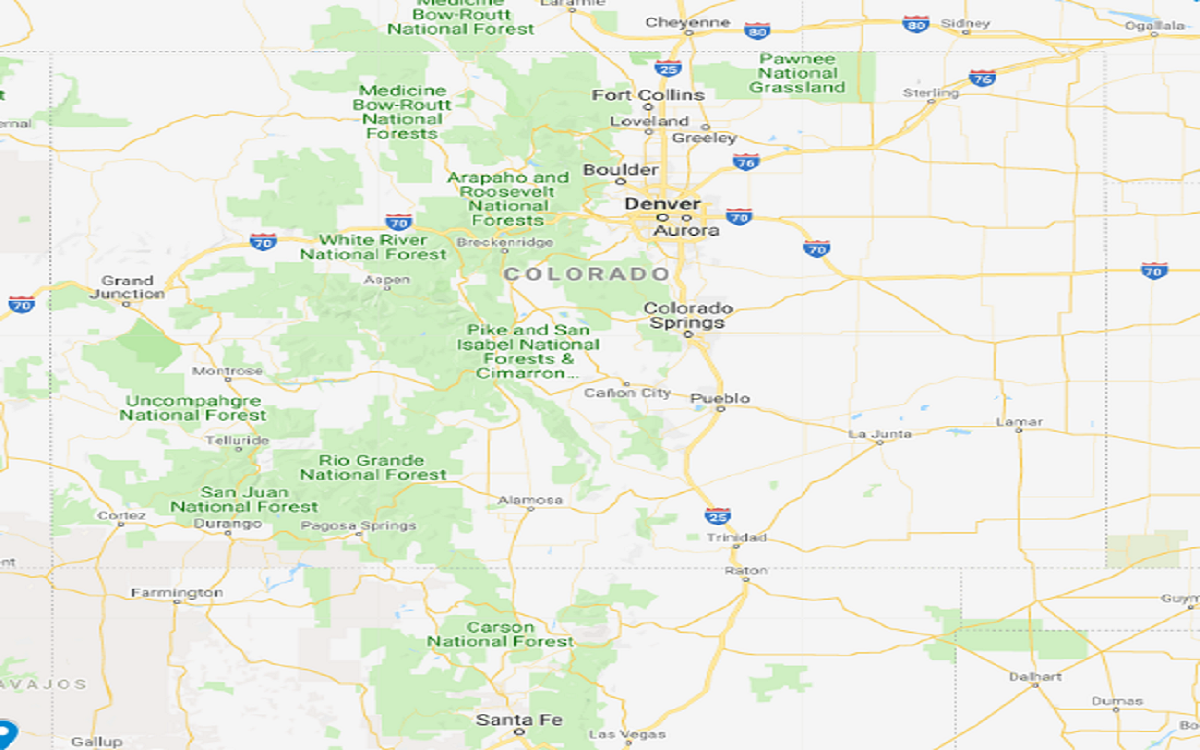 Medicine
Bow-Routt
National Forest
Laramie
Cheyenne
80
80
Sidney
Ogallala
25
Pawnee
National
Grassland
76
Sterling
Medicine
Bow-Routt
National
Forests
Fort Collins
Loveland
Greeley
ernal
76
Boulder
Arapaho and
Roosevelt
National
Forests
Denver
Aurora
70
70
70
70
White River
National Forest
Breckenridge
COLORADO
70
Aspen
Grand
Junction
70
Colorado
Springs
Pike and San
Isabel National
Forests &
Cimarron...
Montrose
Cañon City
Pueblo
Uncompahgre
National Forest
Telluride
La Junta
Lamar
Rio Grande
National Forest
San Juan
National Forest
Alamosa
Cortez
Durango
Pagosa Springs
25
Trinidad
Raton
Farmington
Guym
Carson
National Forest
AVAJOS
Dalhart
Dumas
Santa Fe
Las Vegas
Gallup
Bo